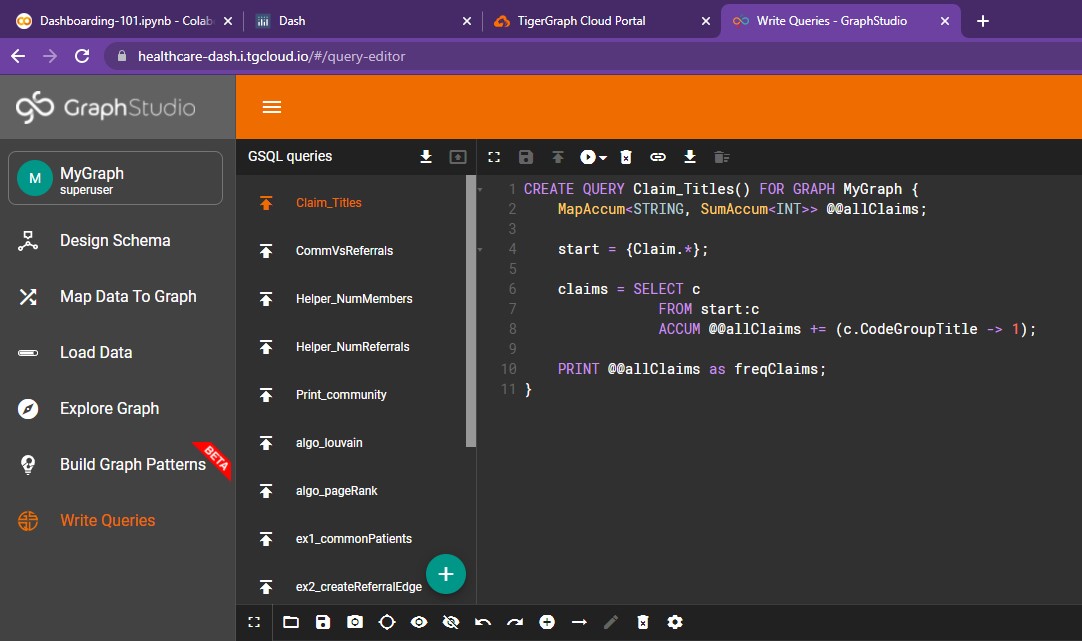 Dashboarding-101.ipynb - Colab
Dash
TigerGraph Cloud Portal
Write Queries - GraphStudio
healthcare-dash.i.tgcloud.io/#/query-editor
GraphStudio
M
MyGraph
superuser
Design Schema
Map Data To Graph
Load Data
Explore Graph
Build Graph Patterns
BETA
Write Queries
GSQL queries
Claim_Titles
CommVsReferrals
Helper_NumMembers
Helper_NumReferrals
Print_community
algo_louvain
algo_pageRank
ex1_commonPatients
ex2_createReferralEdge
1 CREATE QUERY Claim_Titles() FOR GRAPH MyGraph {
2 MapAccum<STRING, SumAccum<INT>> @@allClaims;
3
4 start = {Claim.*};
5
6 claims = SELECT c
7 FROM start:c
8 ACCUM @@allClaims += (c.CodeGroupTitle -> 1);
9
10 PRINT @@allClaims as freqClaims;
11 }